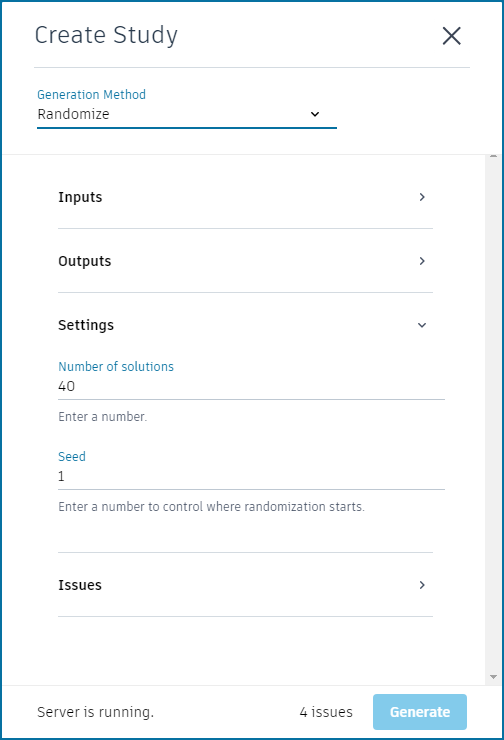 Create Study
Generation Method
Randomize
Inputs
Outputs
Settings
Number of solutions
40
Enter a number.
Seed
1
Enter a number to control where randomization starts.
Issues
Server is running.
4 issues
Generate